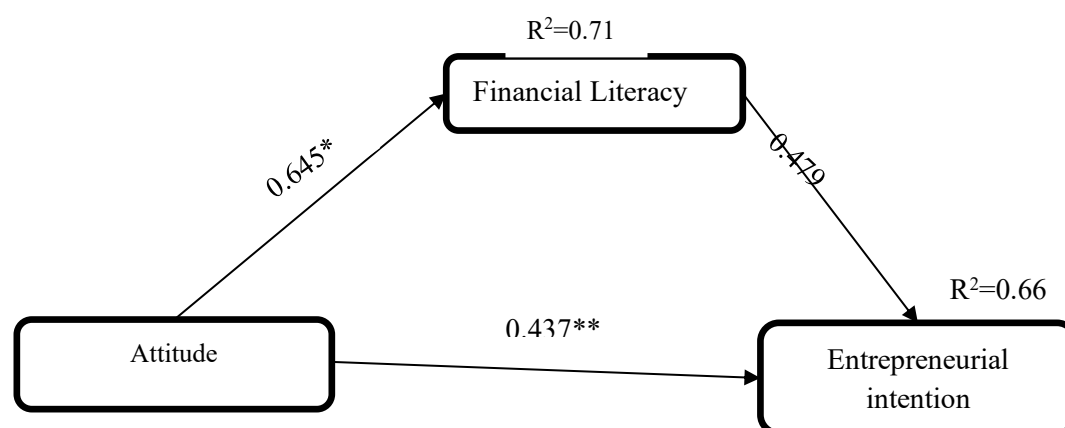 R²=0.71
Financial Literacy
0.645*
0.479
R²=0.66
0.437**
Attitude
Entrepreneurial
intention